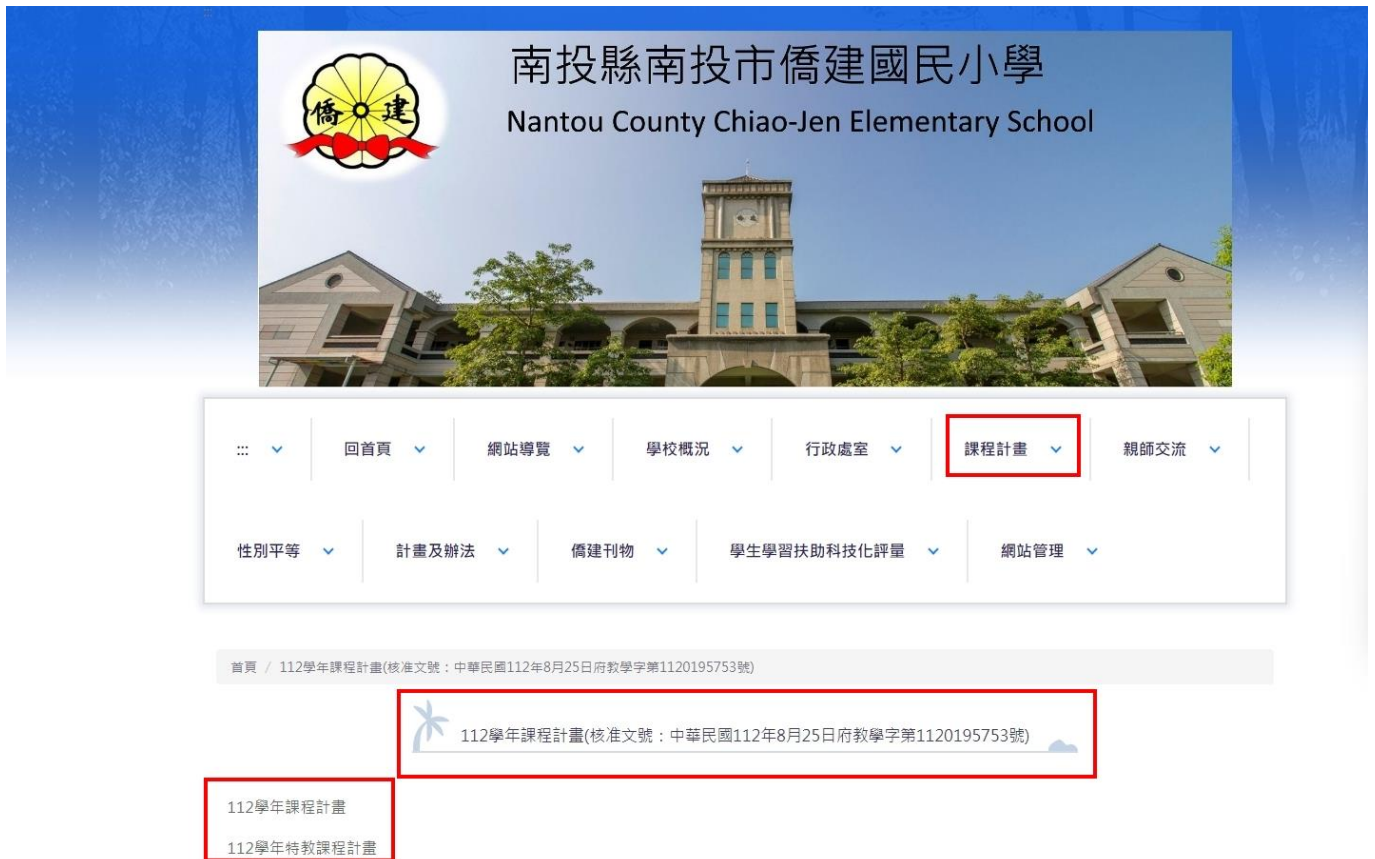 南投縣南投市僑建國民小學
僑 建
Nantou County Chiao-Jen Elementary School
::: 回首頁 網站導覽 學校概況 行政處室 課程計畫 親師交流
性別平等 計畫及辦法 僑建刊物 學生學習扶助科技化評量 網站管理
首頁 / 112學年課程計畫(核准文號：中華民國112年8月25日府教學字第1120195753號)
112學年課程計畫(核准文號：中華民國112年8月25日府教學字第1120195753號)
112學年課程計畫
112學年特教課程計畫